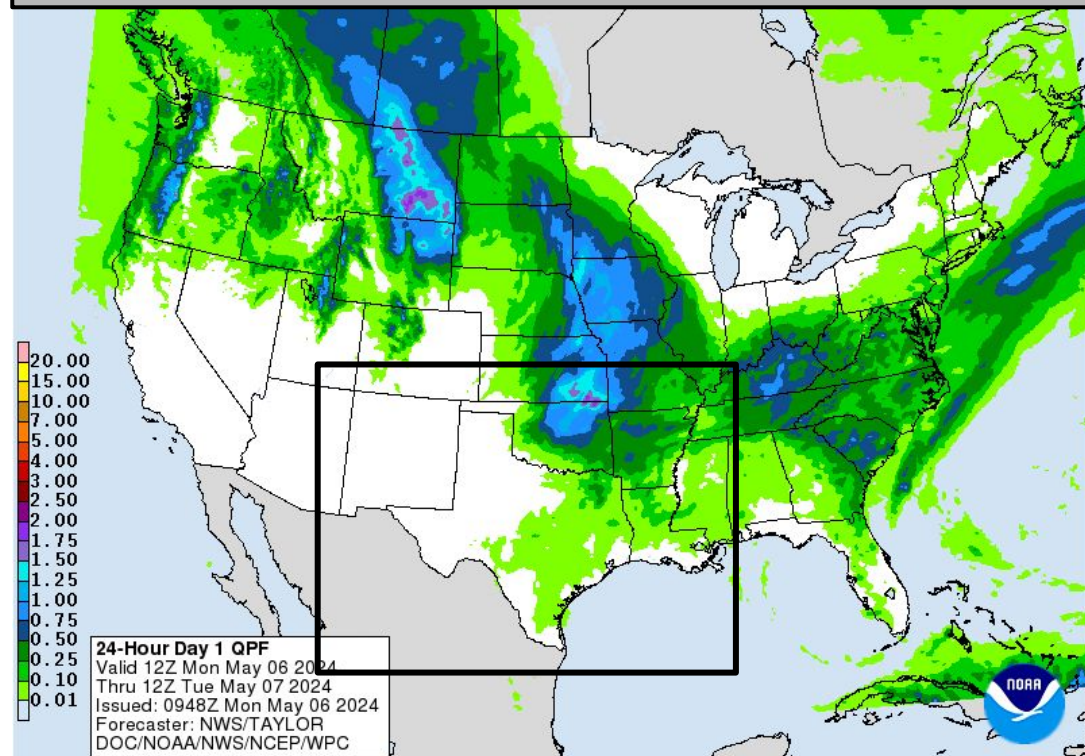 20.00
15.00
10.00
7.00
5.00
4.00
3.00
2.50
2.00
1.75
1.50
1.25
1.00
0.75
0.50
0.25
0.10
0.01
24-Hour Day 1 QPF
Valid 12Z Mon May 06 2024
Thru 12Z Tue May 07 2024
Issued: 0948Z Mon May 06 2024
Forecaster: NWS/TAYLOR
DOC/NOAA/NWS/NCEP/WPC
NOAA